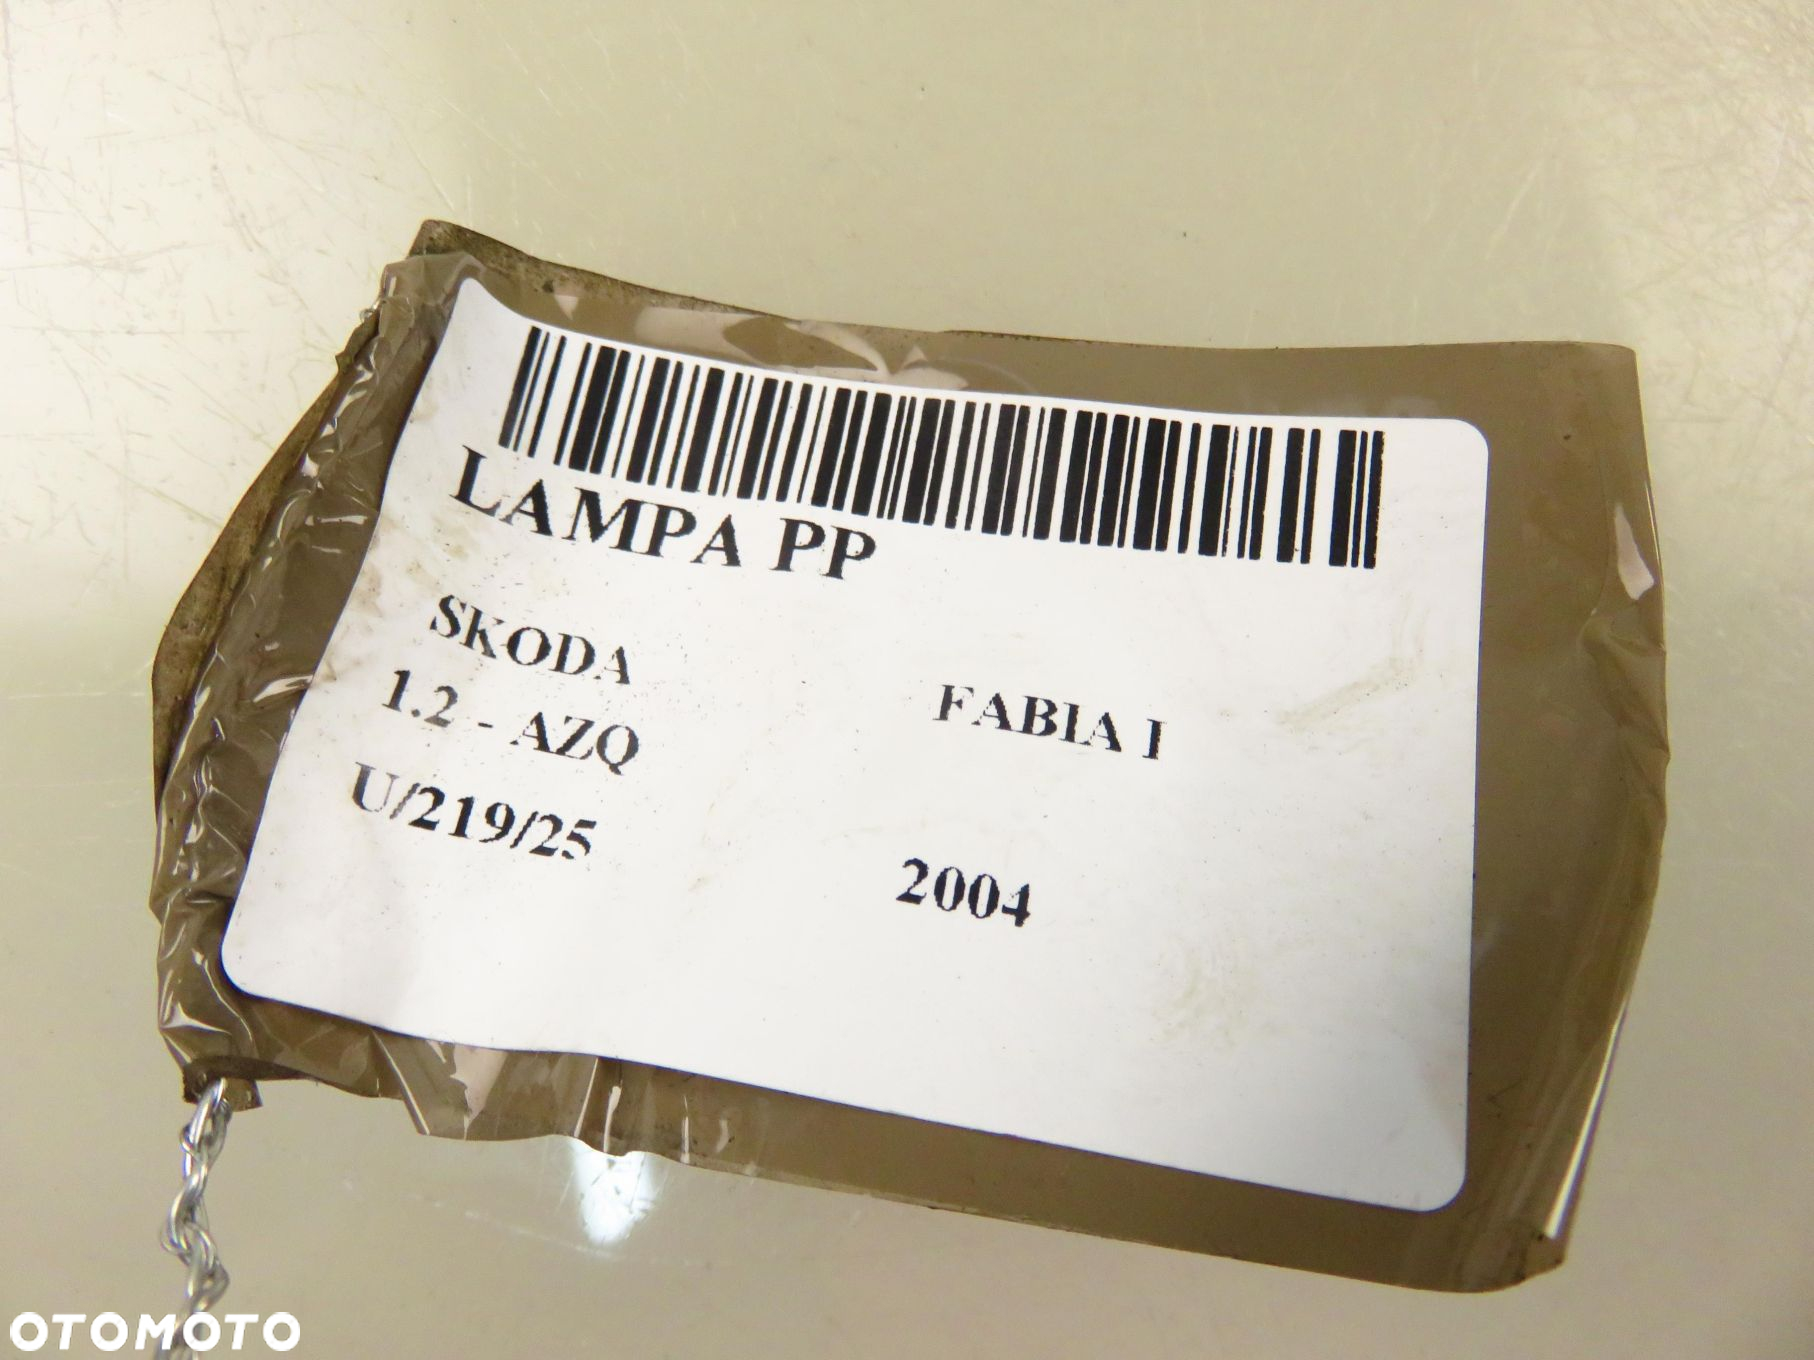 LAMPA PP
SKODA FABIA I
1.2 - AZQ
U/219/25 2004
OTOMOTO